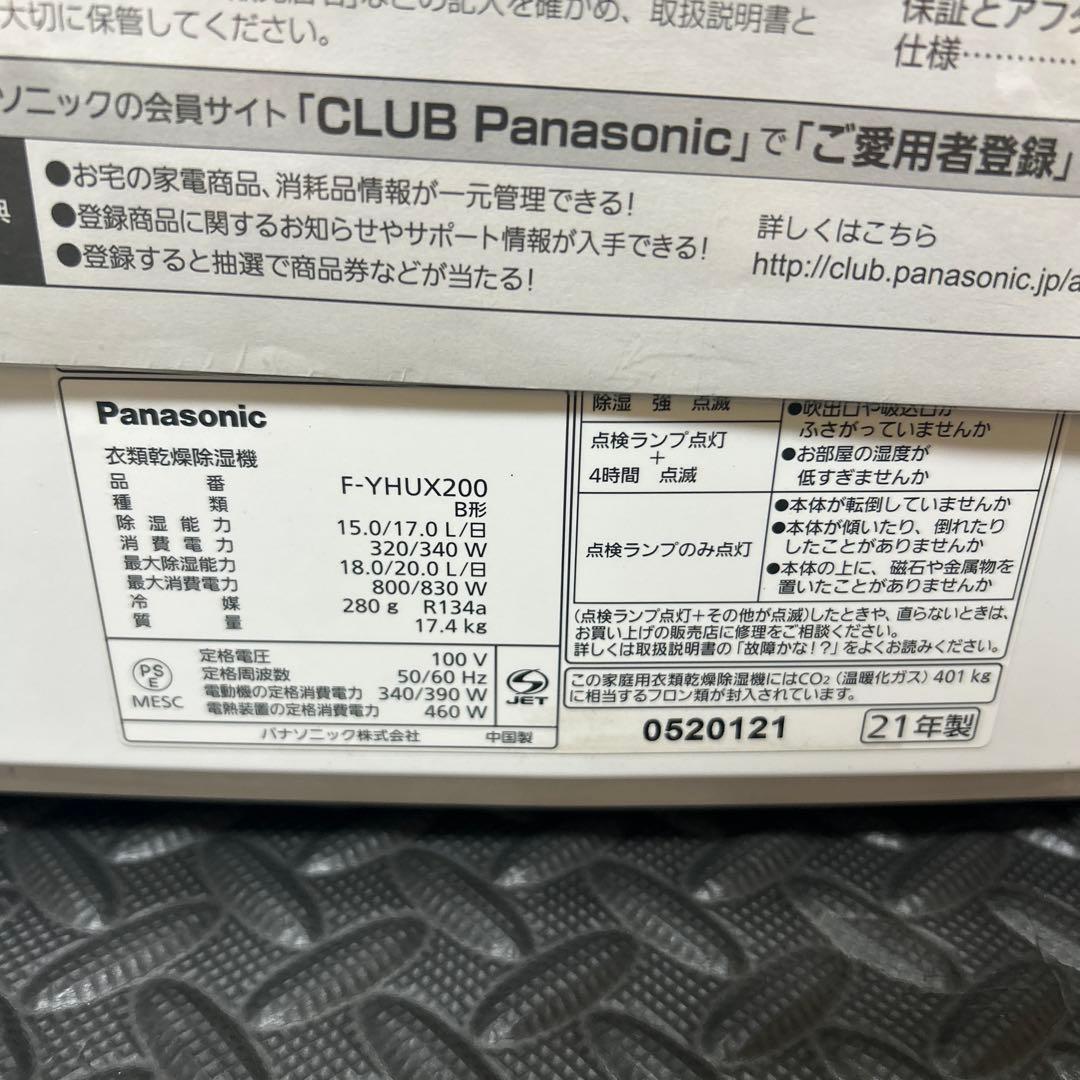 などの記入を確かめ、取扱説明書と
大切に保管してください。
保証とアフタ
仕様
ソニックの会員サイト「CLUB Panasonic」で「ご愛用者登録」
●お宅の家電商品、消耗品情報が一元管理できる!
●登録商品に関するお知らせやサポート情報が入手できる!
●登録すると抽選で商品券などが当たる!
詳しくはこちら
http://club.panasonic.jp/a
Panasonic
衣類乾燥除湿機
品番 F-YHUX200
種類 B形
除湿能力 15.0/17.0 L/日
消費電力 320/340 W
最大除湿能力 18.0/20.0 L/日
最大消費電力 800/830 W
冷媒 280 g R134a
質量 17.4 kg
PS
E
MESC
定格電圧 100 V
定格周波数 50/60 Hz
電動機の定格消費電力 340/390 W
電熱装置の定格消費電力 460 W
JET
パナソニック株式会社 中国製
除湿 強 点滅
●吹出口や吸込口が
ふさがっていませんか
点検ランプ点灯
+
4時間 点滅
●お部屋の湿度が
低すぎませんか
点検ランプのみ点灯
●本体が転倒していませんか
●本体が傾いたり、倒れたり
したことがありませんか
●本体の上に、磁石や金属物を
置いたことがありませんか
(点検ランプ点灯+その他が点滅)したときや、直らないときは、
お買い上げの販売店に修理をご相談ください。
詳しくは取扱説明書の「故障かな!?」をよくお読みください。
この家庭用衣類乾燥除湿機にはCO₂(温暖化ガス)401 kg
に相当するフロン類が封入されています。
0520121
21年製